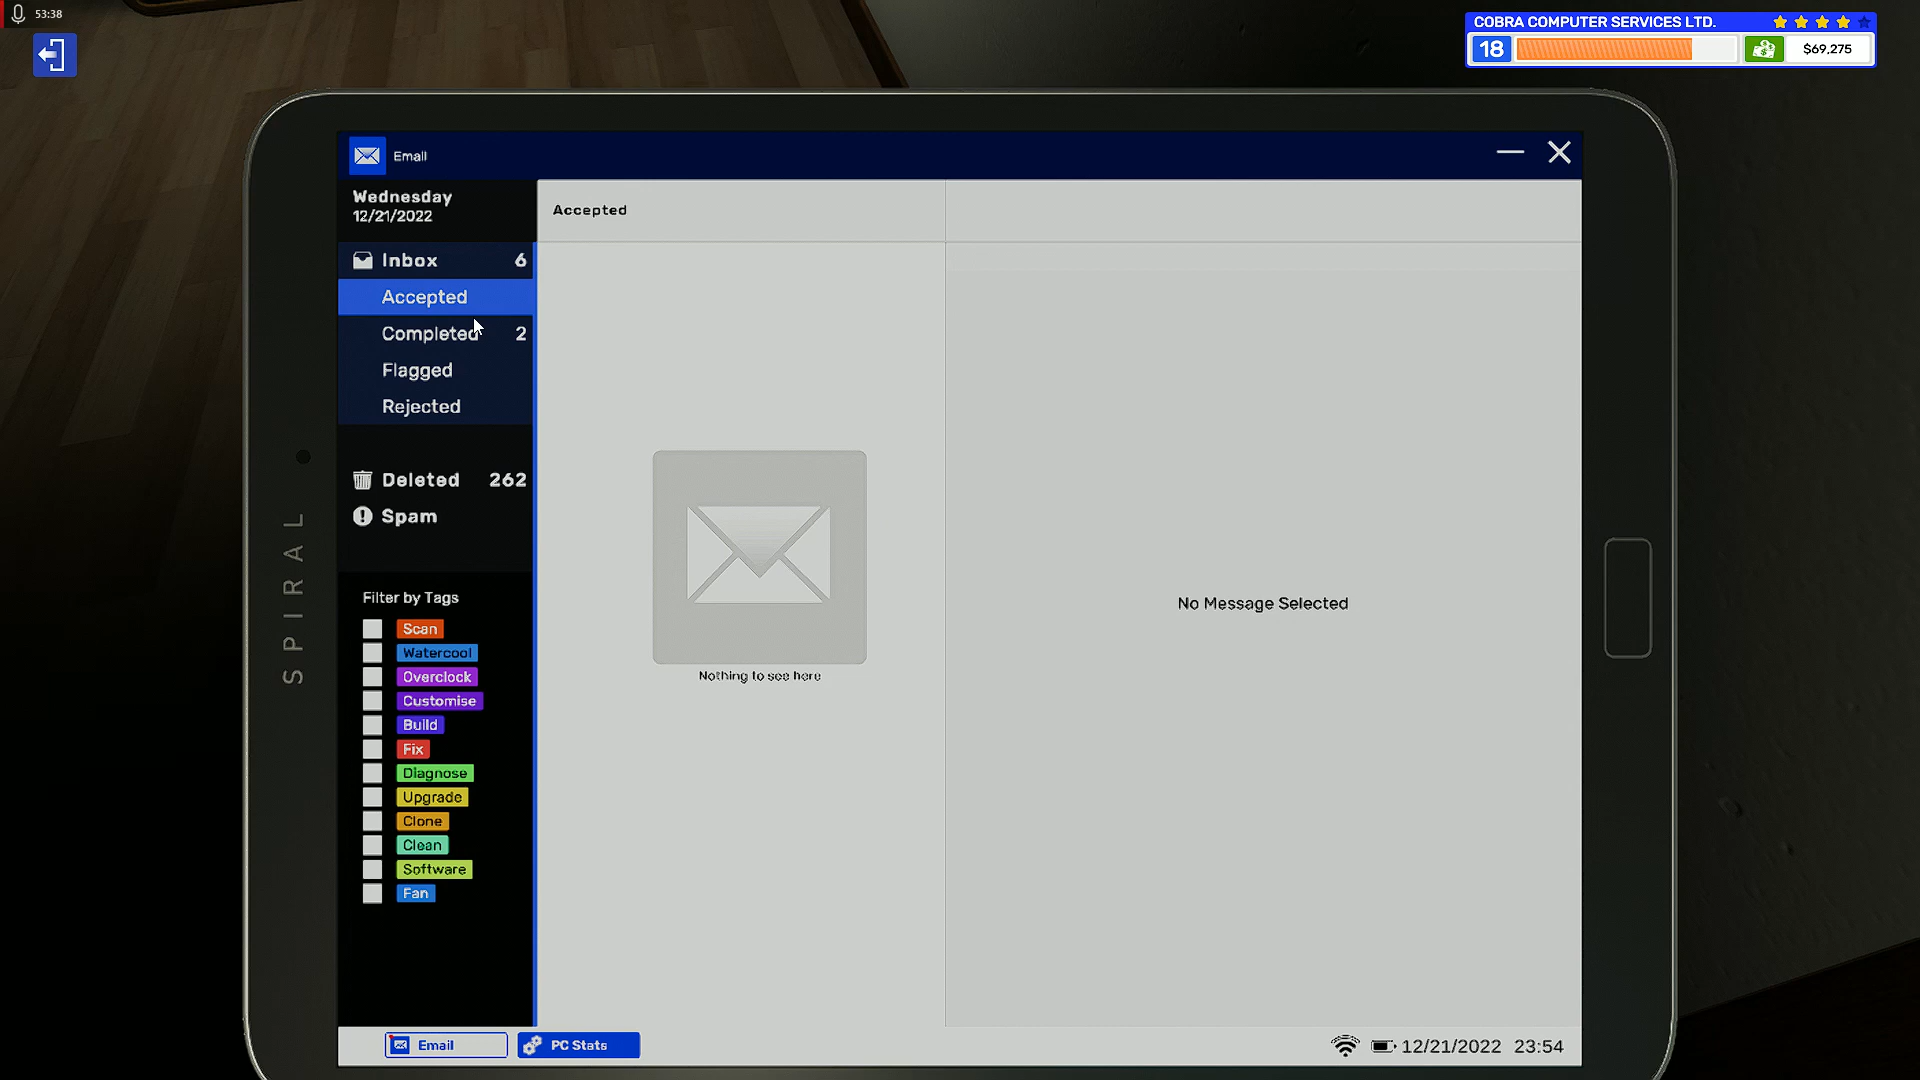 53:38
COBRA COMPUTER SERVICES LTD.
18
$69,275
Email
Wednesday
12/21/2022
Accepted
Inbox 6
Accepted
Completed 2
Flagged
Rejected
Deleted 262
Spam
SPIRAL
Filter by Tags
Scan
Watercool
Overclock
Customise
Build
Fix
Diagnose
Upgrade
Clone
Clean
Software
Fan
Nothing to see here
No Message Selected
Email
PC Stats
12/21/2022 23:54